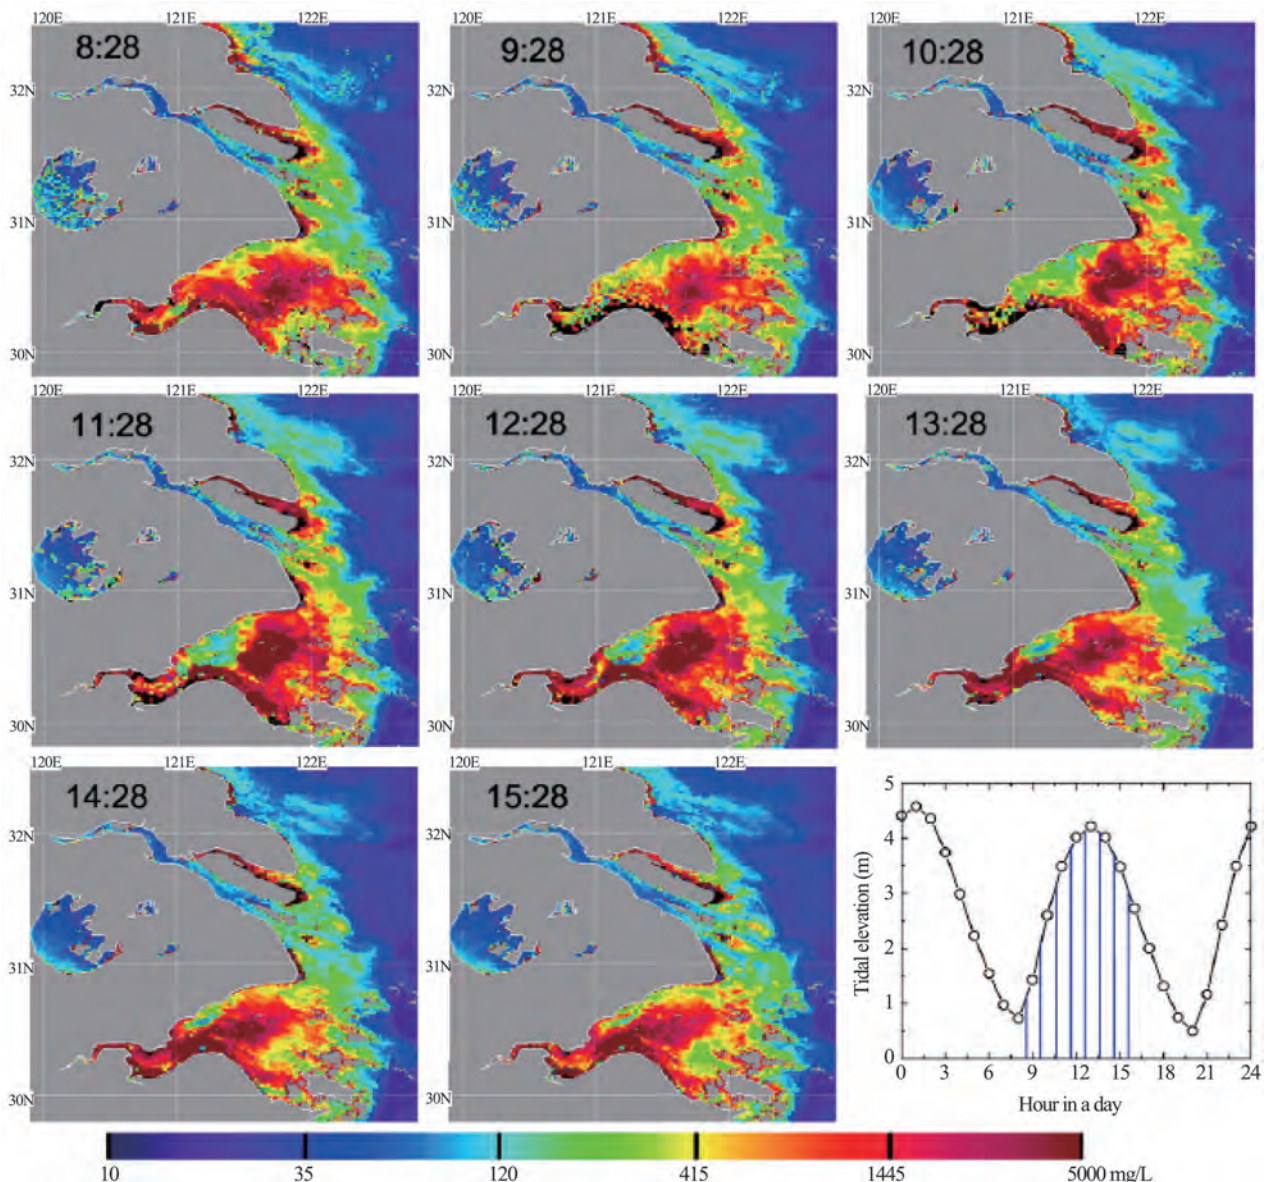 120E 121E 122E 120E 121E 122E 120E 121E 122E
8:28 9:28 10:28
32N 32N 32N
31N 31N 31N
30N 30N 30N
120E 121E 122E 120E 121E 122E 120E 121E 122E
11:28 12:28 13:28
32N 32N 32N
31N 31N 31N
30N 30N 30N
120E 121E 122E 120E 121E 122E
14:28 15:28
32N 32N
31N 31N
30N 30N
5
4
3
2
1
0
Tidal elevation (m)
0 3 6 9 12 15 18 21 24
Hour in a day
10 35 120 415 1445 5000 mg/L